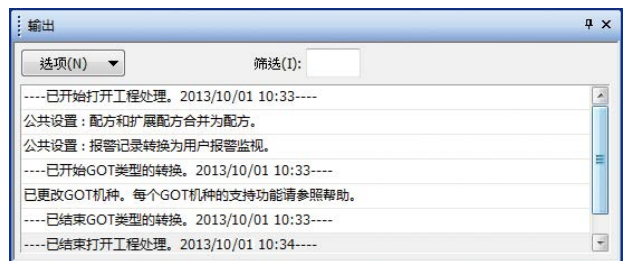 输出
选项(N) 筛选(I):
----已开始打开工程处理。2013/10/01 10:33----
公共设置：配方和扩展配方合并为配方。
公共设置：报警记录转换为用户报警监视。
----已开始GOT类型的转换。2013/10/01 10:33----
已更改GOT机种。每个GOT机种的支持功能请参照帮助。
----已结束GOT类型的转换。2013/10/01 10:33----
----已结束打开工程处理。2013/10/01 10:34----